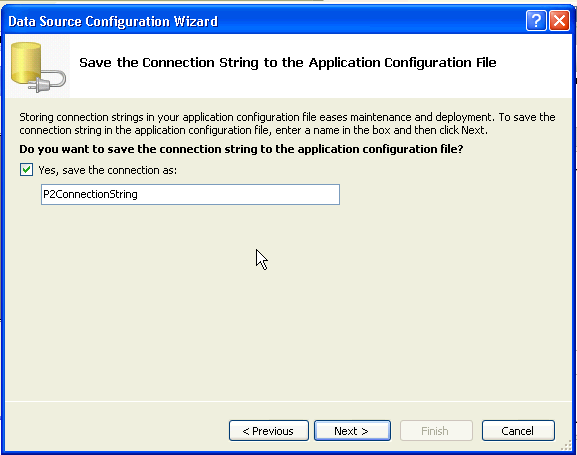 Data Source Configuration Wizard
Save the Connection String to the Application Configuration File
Storing connection strings in your application configuration file eases maintenance and deployment. To save the
connection string in the application configuration file, enter a name in the box and then click Next.
Do you want to save the connection string to the application configuration file?
Yes, save the connection as:
P2ConnectionString
< Previous
Next >
Finish
Cancel